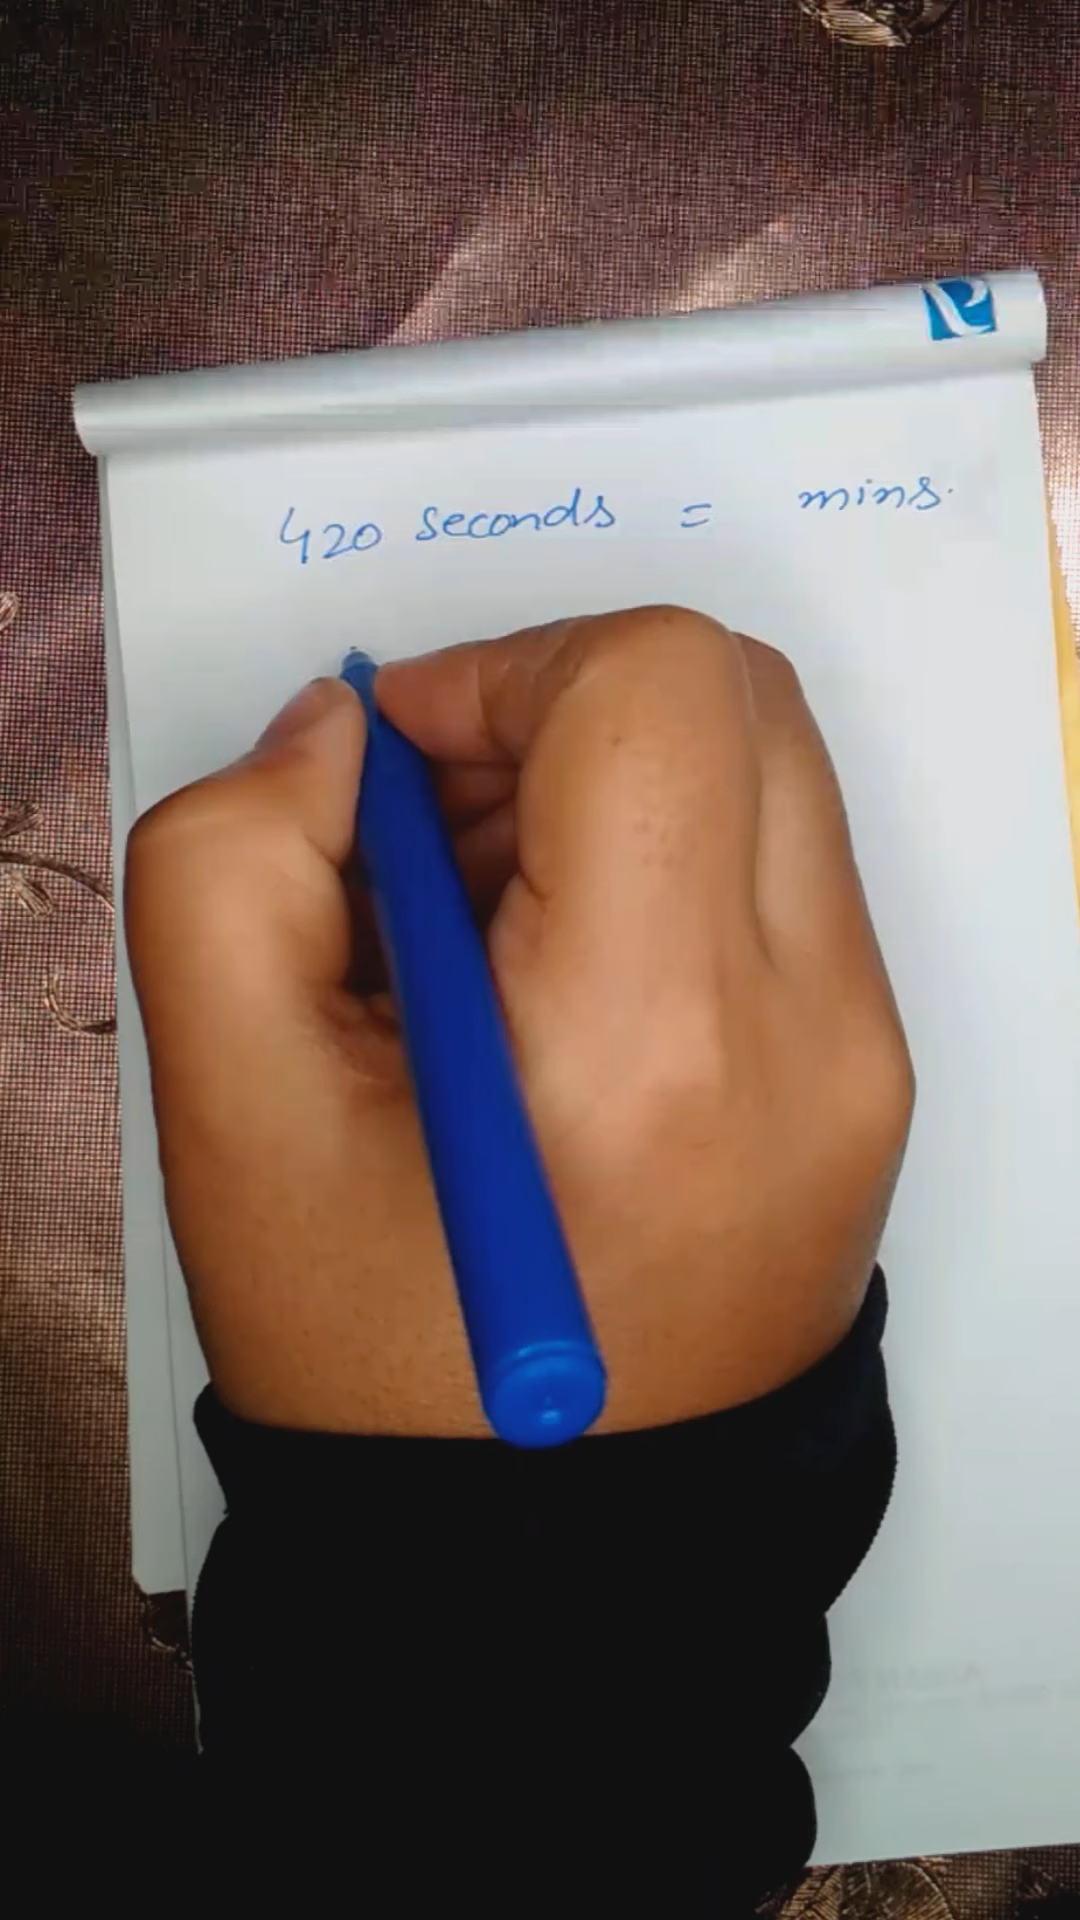 420 seconds = mins.